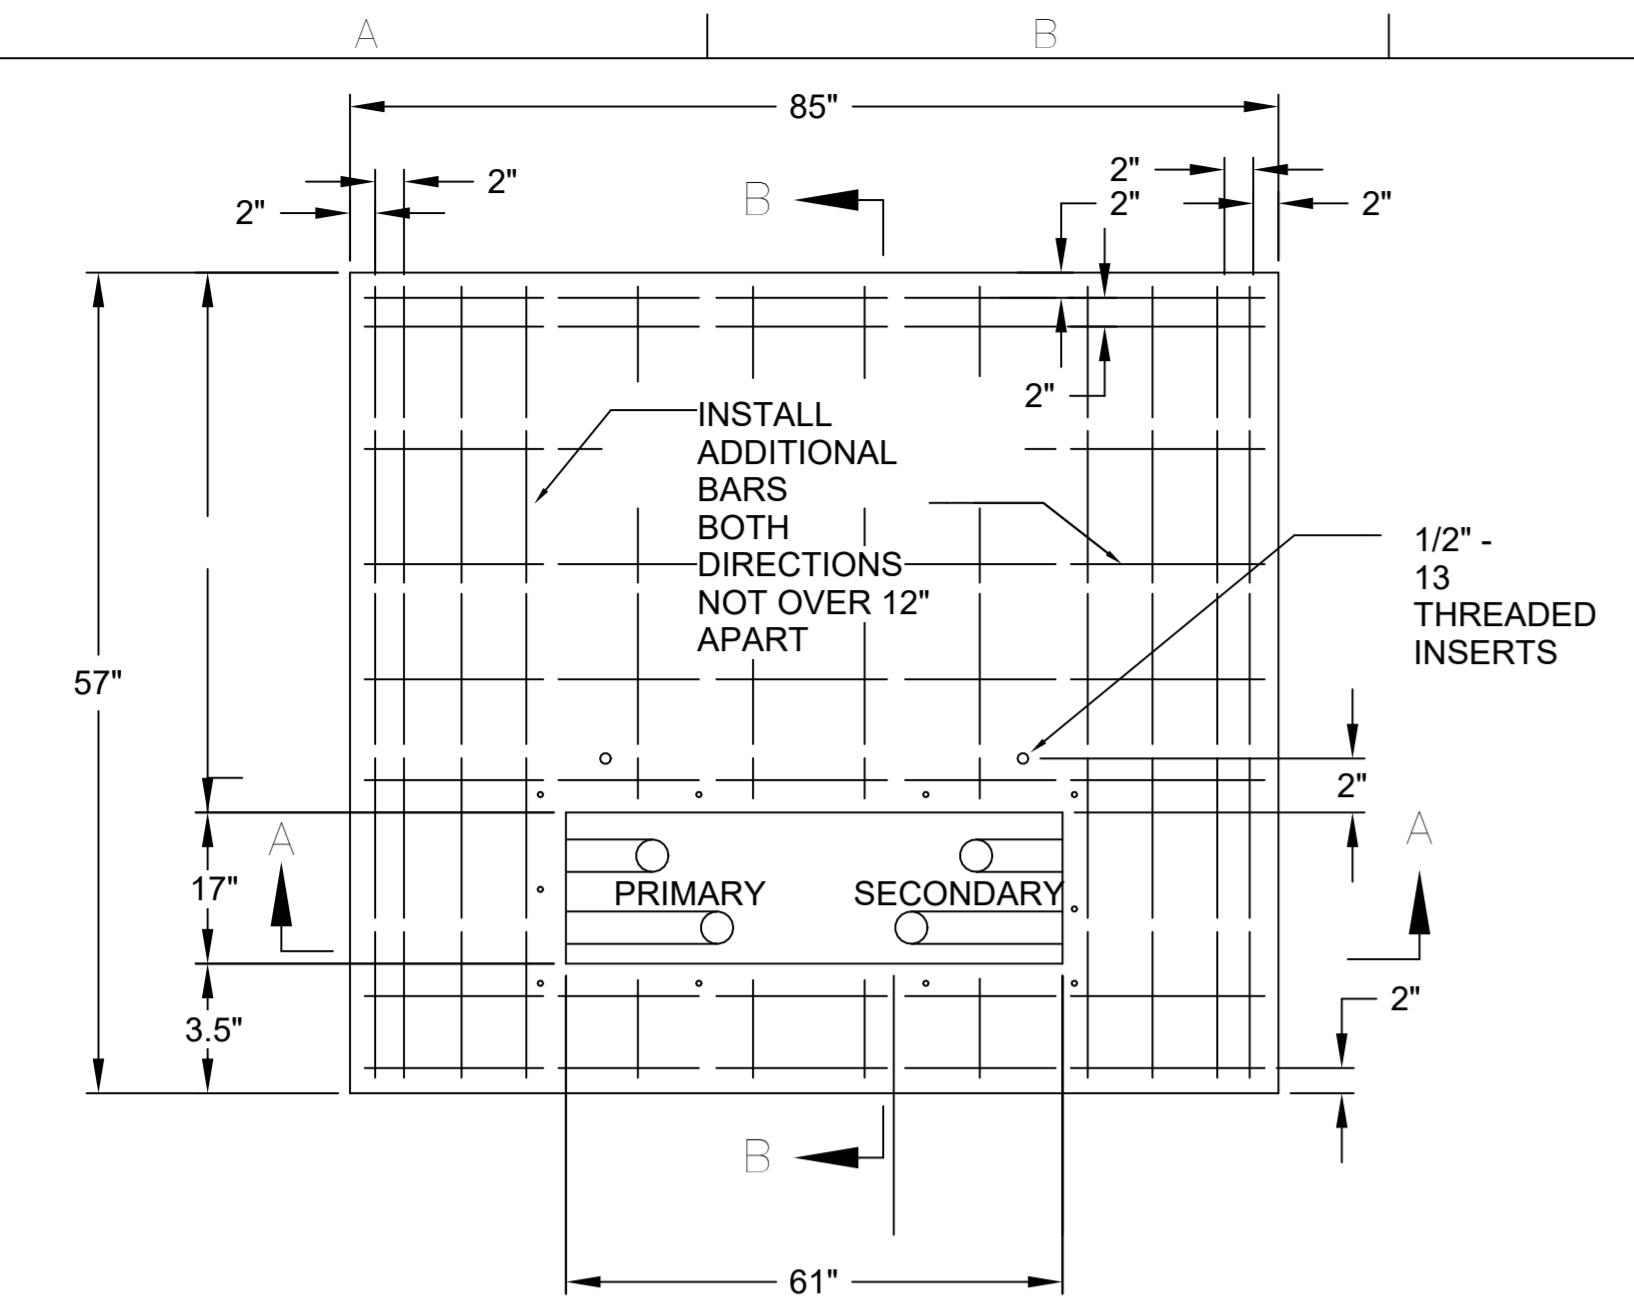 A
B
85"
2"
2"
2"
2"
2"
B
2"
INSTALL
ADDITIONAL
BARS
BOTH
DIRECTIONS
NOT OVER 12"
APART
1/2" -
13
THREADED
INSERTS
57"
2"
A
A
17"
PRIMARY
SECONDARY
2"
3.5"
B
61"